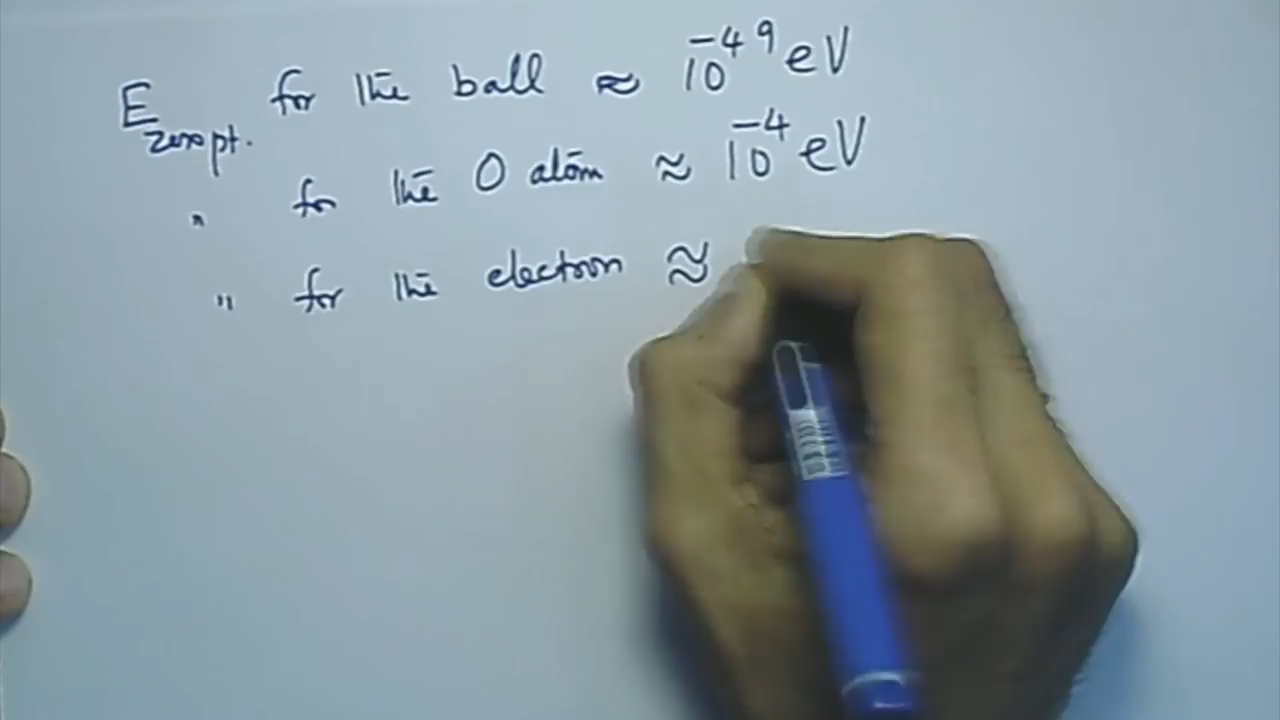 E zero pt. for the ball ≈ 10⁻⁴⁹ eV
" for the O atom ≈ 10⁻⁴ eV
" for the electron ≈